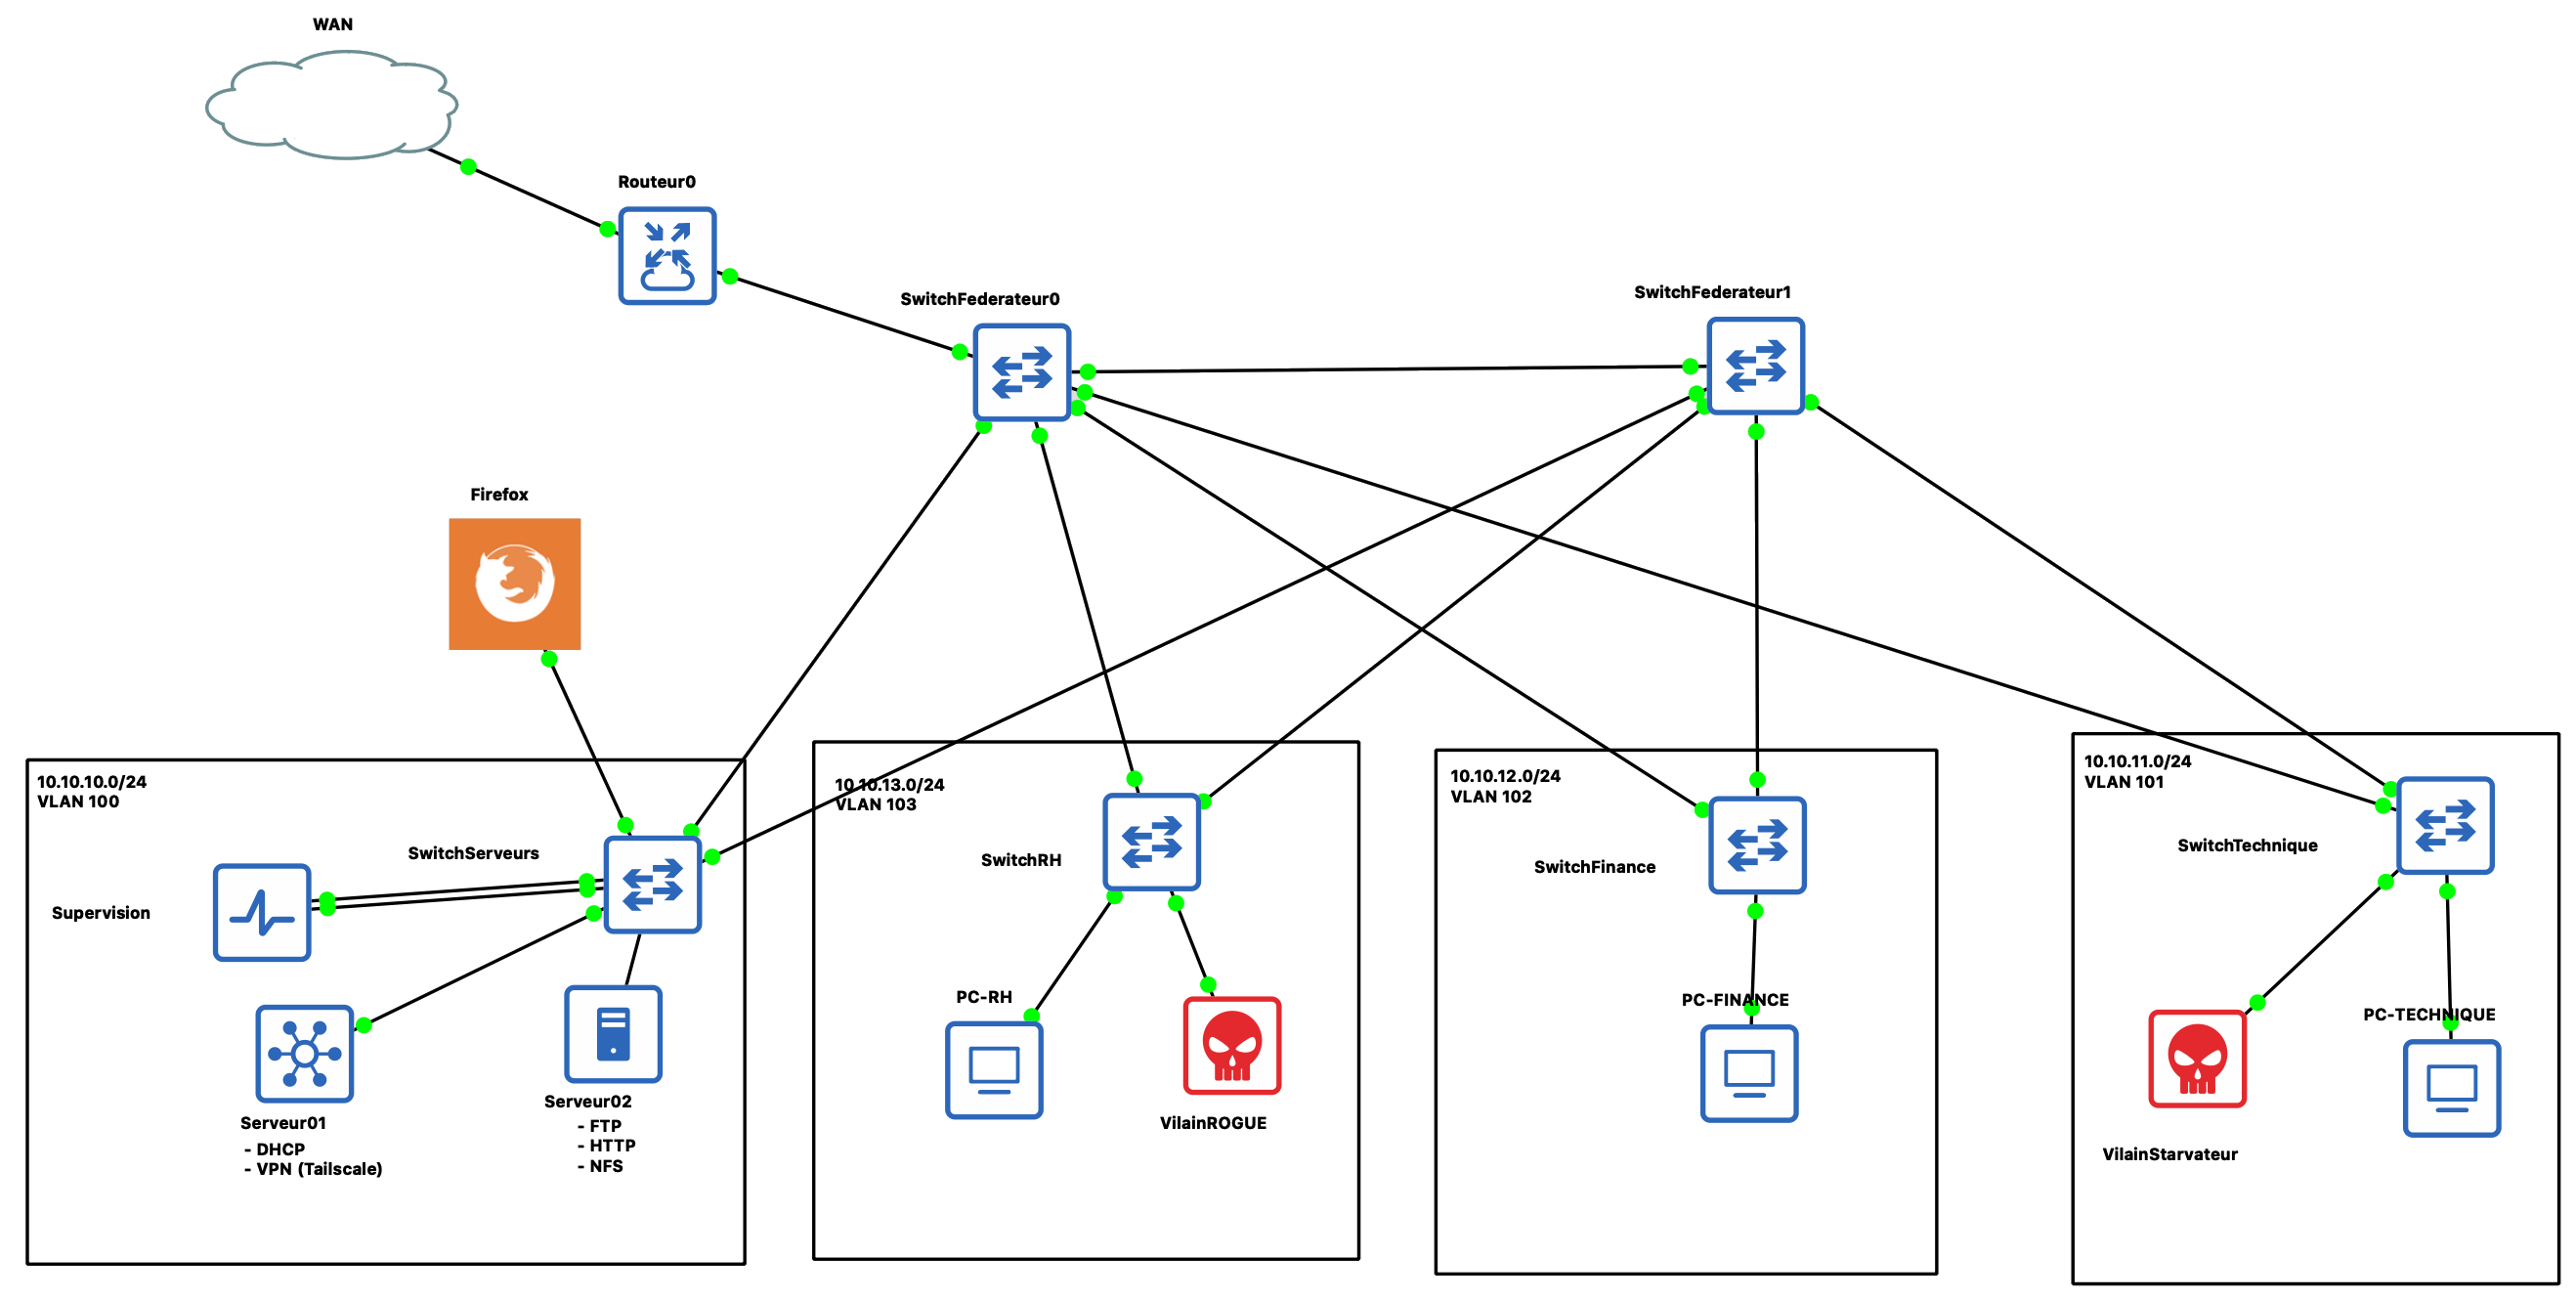 WAN
Routeur0
SwitchFederateur0
SwitchFederateur1
Firefox
10.10.10.0/24
VLAN 100
SwitchServeurs
Supervision
Serveur01
- DHCP
- VPN (Tailscale)
Serveur02
- FTP
- HTTP
- NFS
10.10.13.0/24
VLAN 103
SwitchRH
PC-RH
VilainROGUE
10.10.12.0/24
VLAN 102
SwitchFinance
PC-FINANCE
10.10.11.0/24
VLAN 101
SwitchTechnique
PC-TECHNIQUE
VilainStarvateur